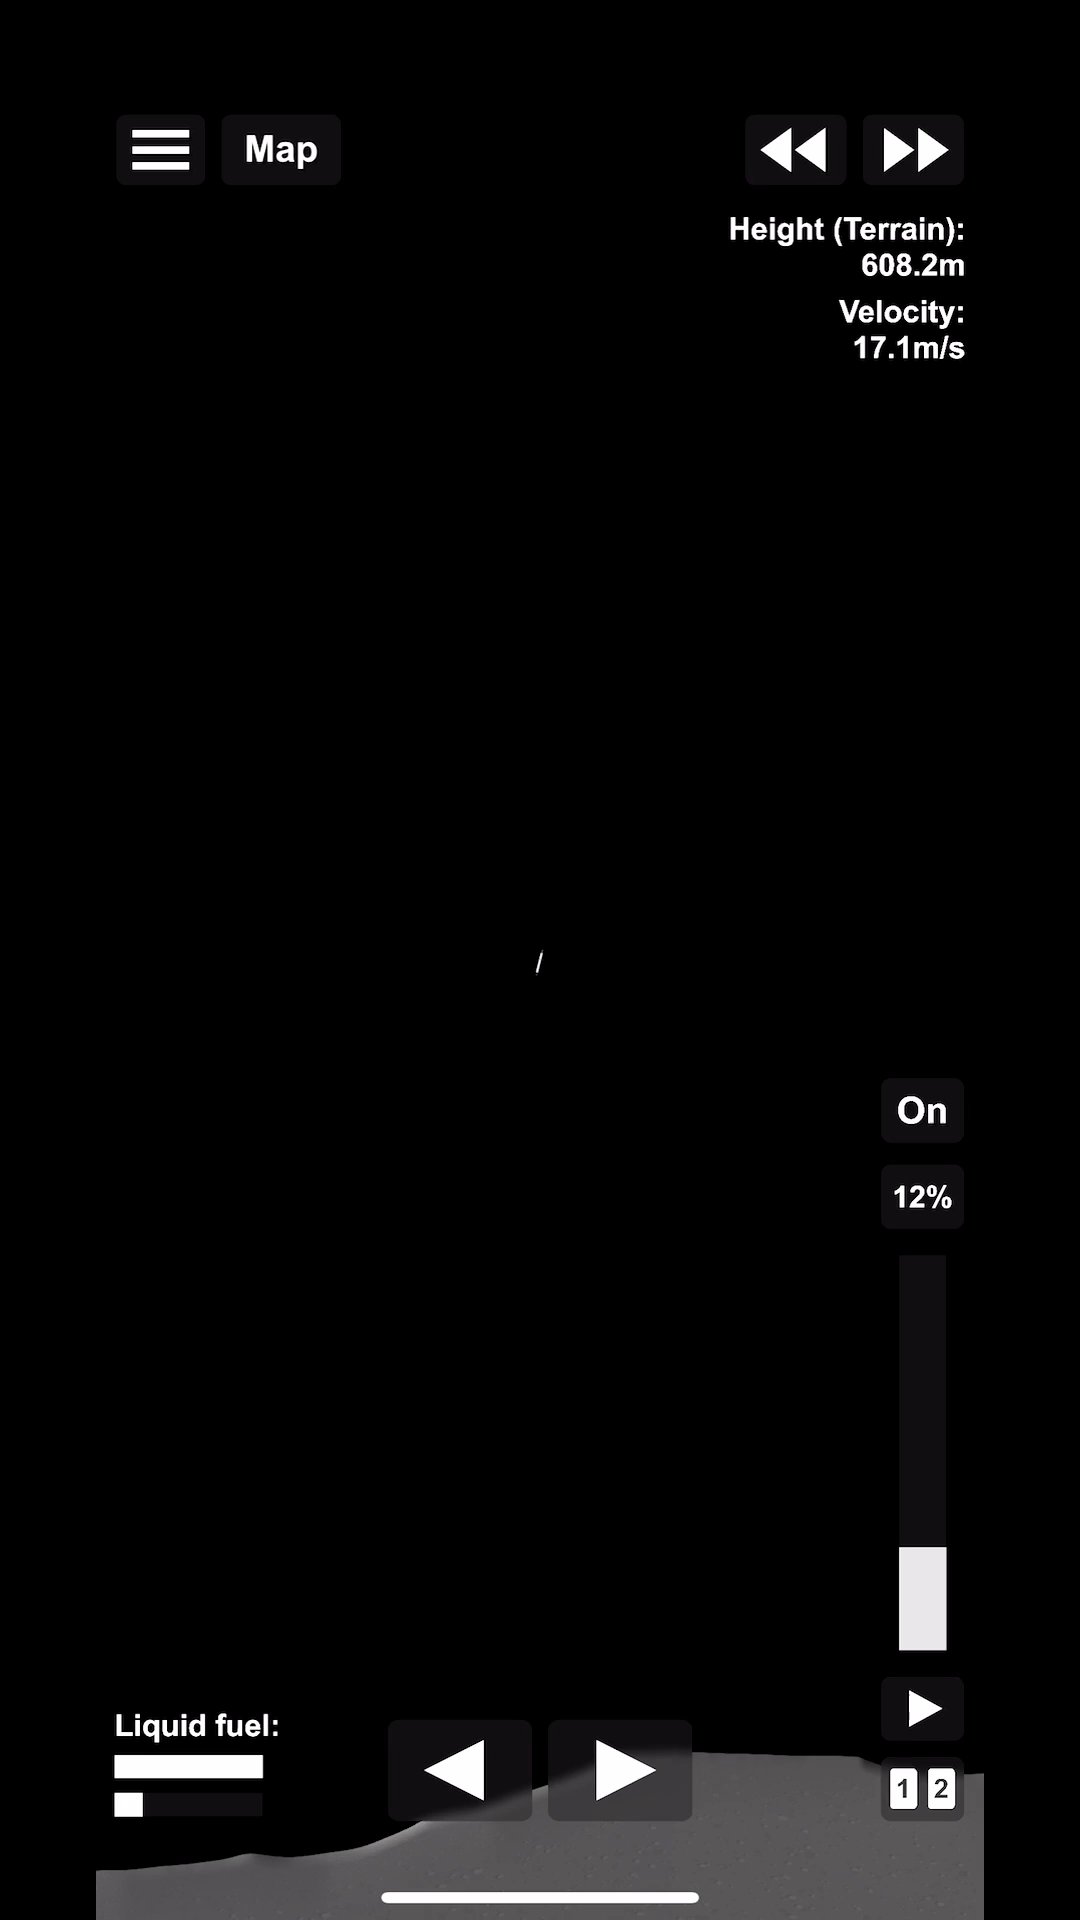 Map
Height (Terrain):
608.2m
Velocity:
17.1m/s
On
12%
Liquid fuel:
1 2